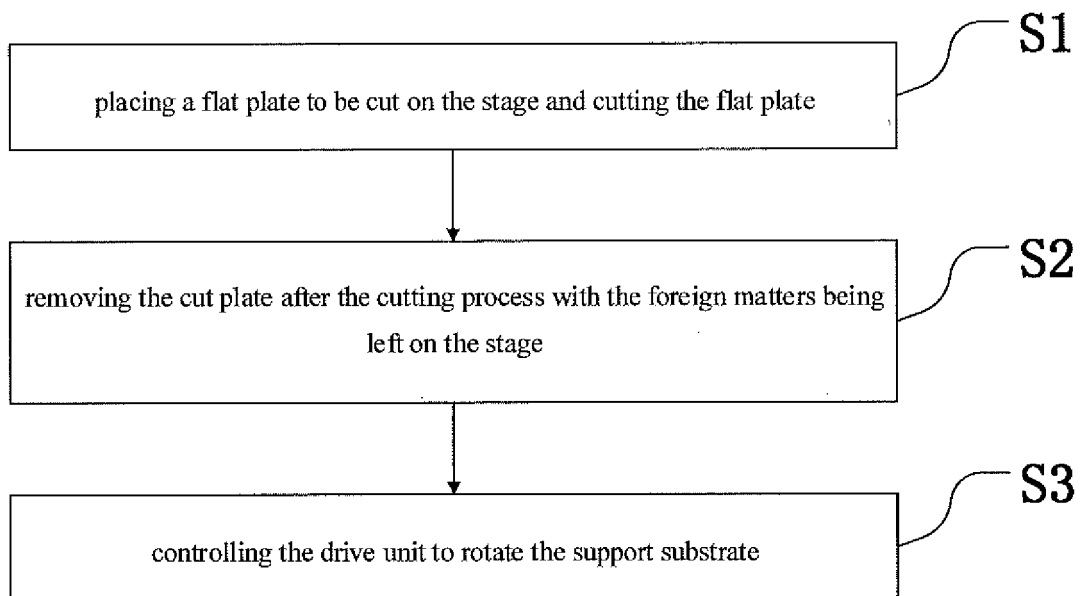 S1
placing a flat plate to be cut on the stage and cutting the flat plate
S2
removing the cut plate after the cutting process with the foreign matters being
left on the stage
S3
controlling the drive unit to rotate the support substrate